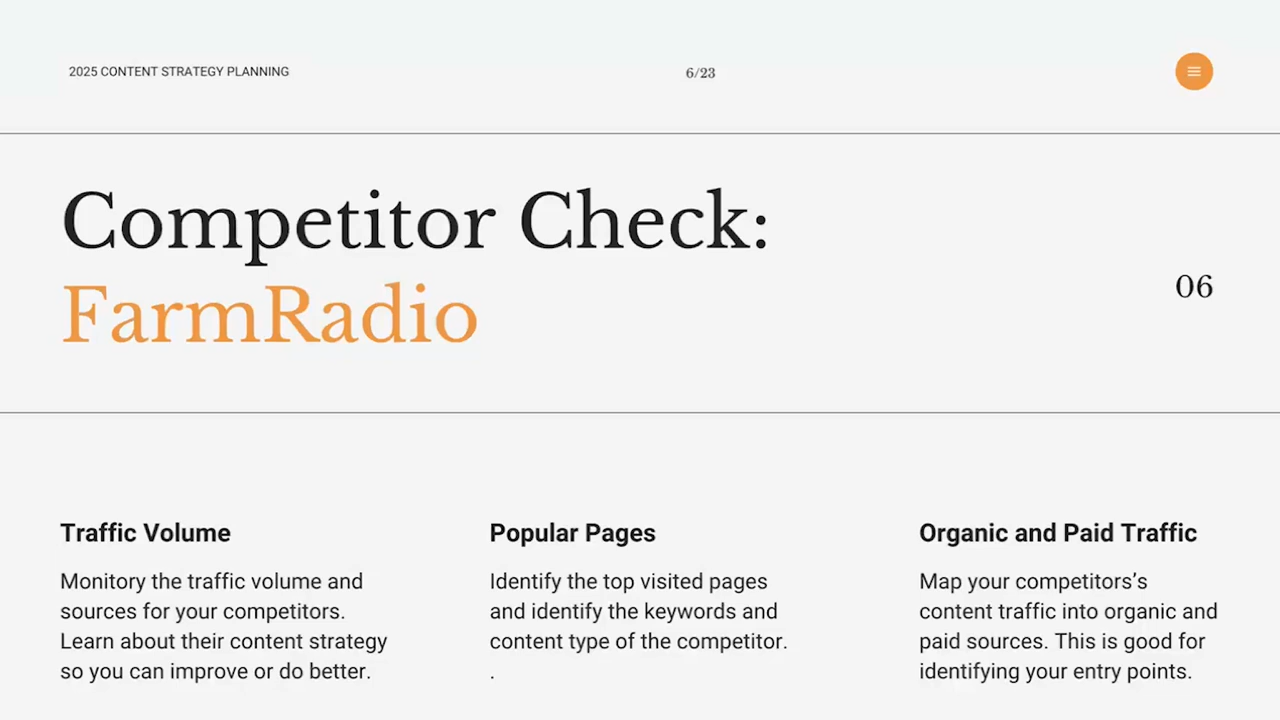 2025 CONTENT STRATEGY PLANNING
6/23
Competitor Check:
FarmRadio
06
Traffic Volume
Monitory the traffic volume and
sources for your competitors.
Learn about their content strategy
so you can improve or do better.
Popular Pages
Identify the top visited pages
and identify the keywords and
content type of the competitor.
.
Organic and Paid Traffic
Map your competitors’s
content traffic into organic and
paid sources. This is good for
identifying your entry points.